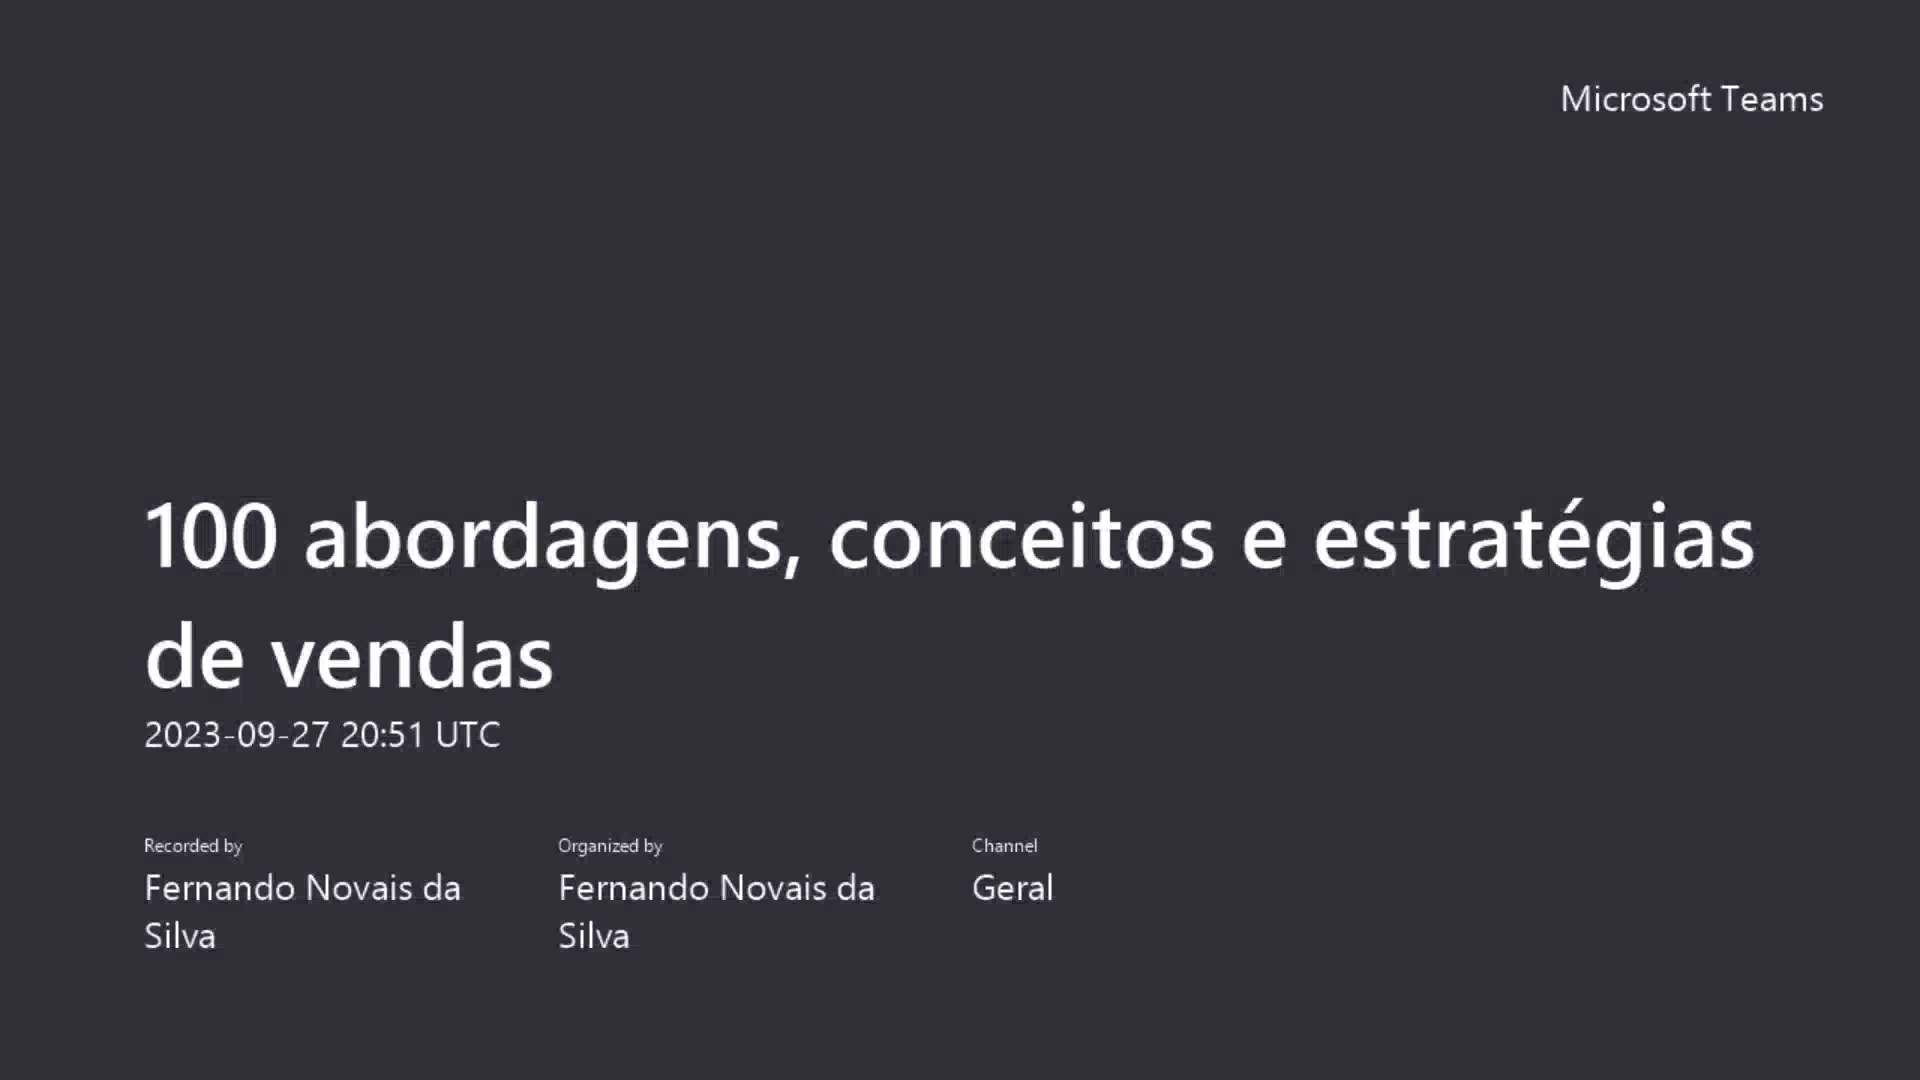 Microsoft Teams
100 abordagens, conceitos e estratégias
de vendas
2023-09-27 20:51 UTC
Recorded by
Fernando Novais da
Silva
Organized by
Fernando Novais da
Silva
Channel
Geral